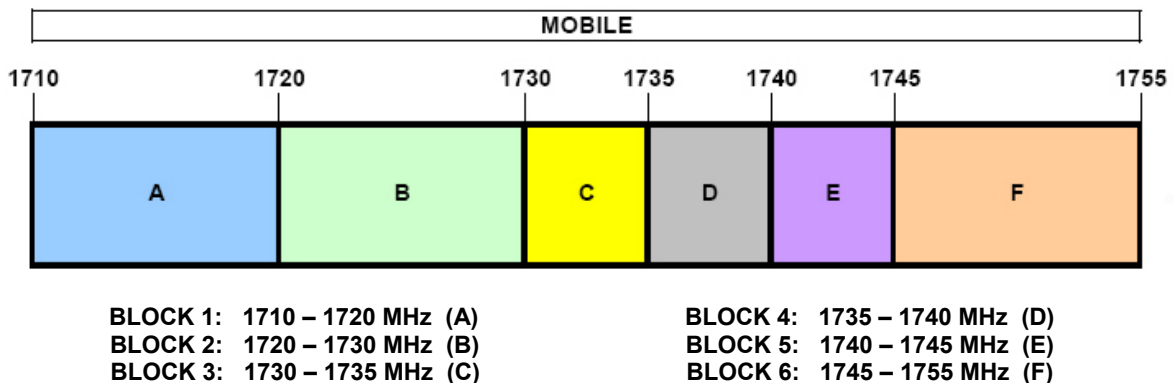 MOBILE
1710 1720 1730 1735 1740 1745 1755
A B C D E F
BLOCK 1: 1710 – 1720 MHz (A)
BLOCK 2: 1720 – 1730 MHz (B)
BLOCK 3: 1730 – 1735 MHz (C)
BLOCK 4: 1735 – 1740 MHz (D)
BLOCK 5: 1740 – 1745 MHz (E)
BLOCK 6: 1745 – 1755 MHz (F)